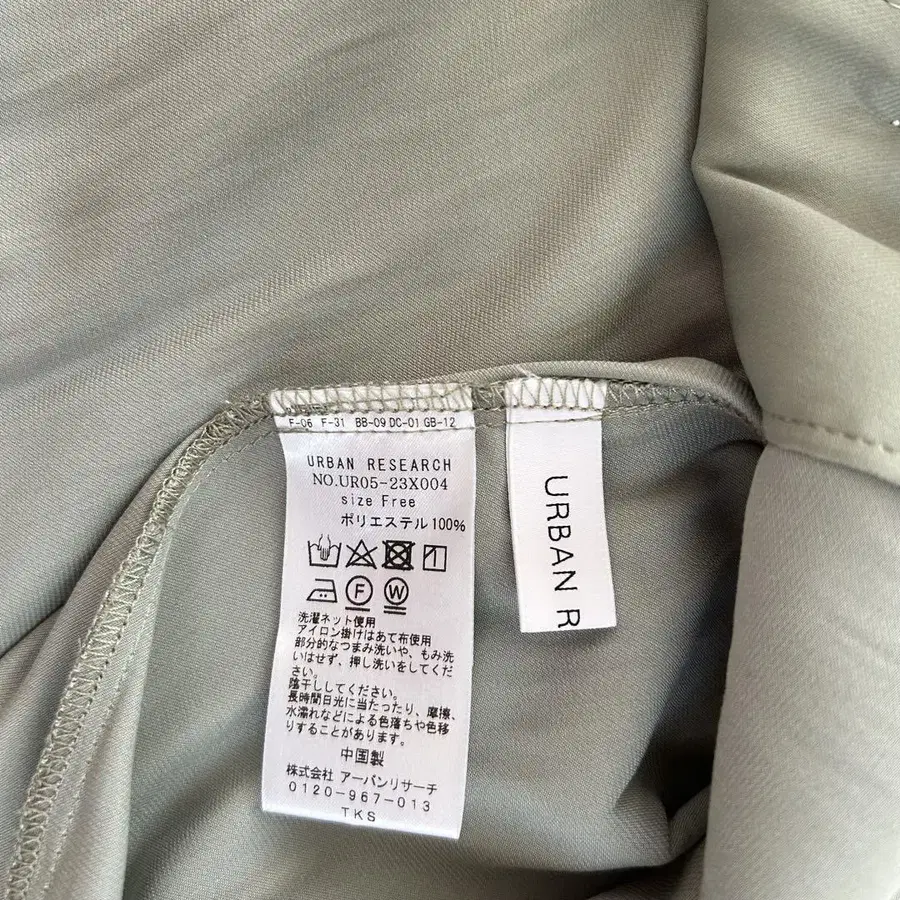 F-06 F-31 BB-09 DC-01 GB-12
URBAN RESEARCH
NO.UR05-23X004
size Free
ポリエステル100%
F W
洗濯ネット使用
アイロン掛けはあて布使用
部分的なつまみ洗いや、もみ洗
いはせず、押し洗いをしてくだ
さい。
陰干ししてください。
長時間日光に当たったり、摩擦、
水濡れなどによる色落ちや色移
りすることがあります。
中国製
株式会社 アーバンリサーチ
0120-967-013
TKS
URBAN R